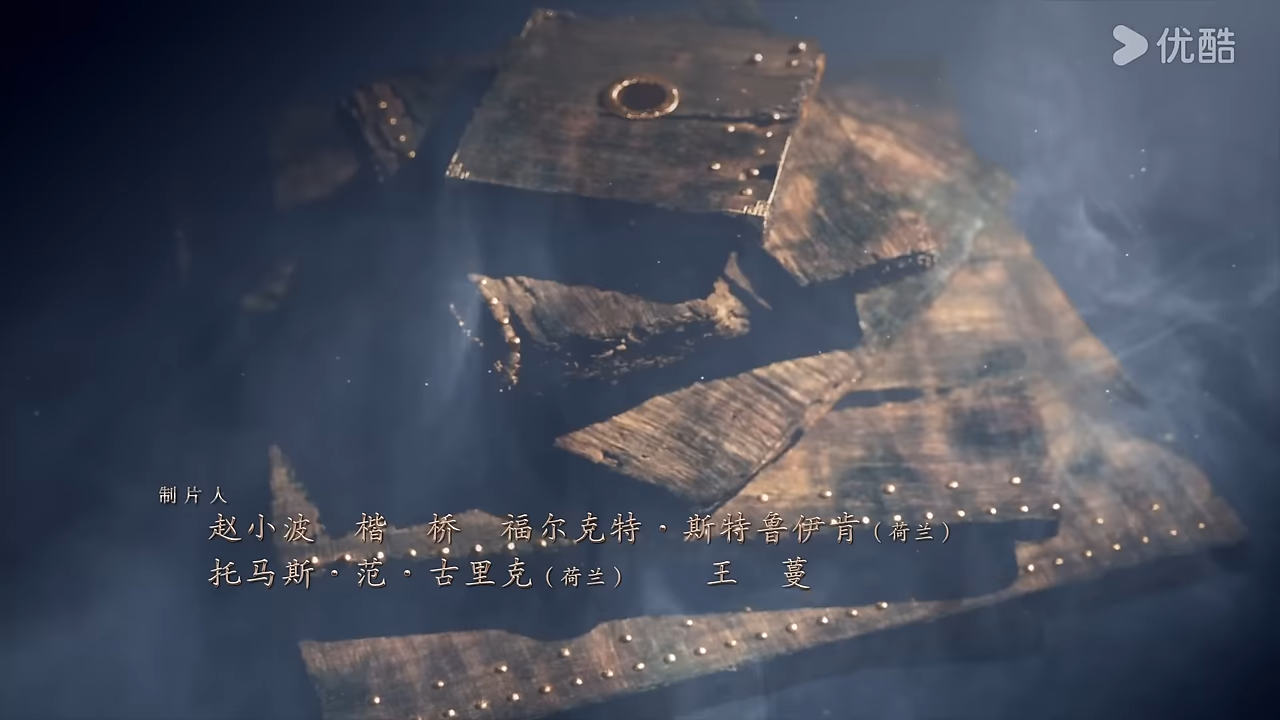 优酷
制片人
赵小波 楷 桥 福尔克特·斯特鲁伊肯（荷兰）
托马斯·范·古里克（荷兰） 王 蔓